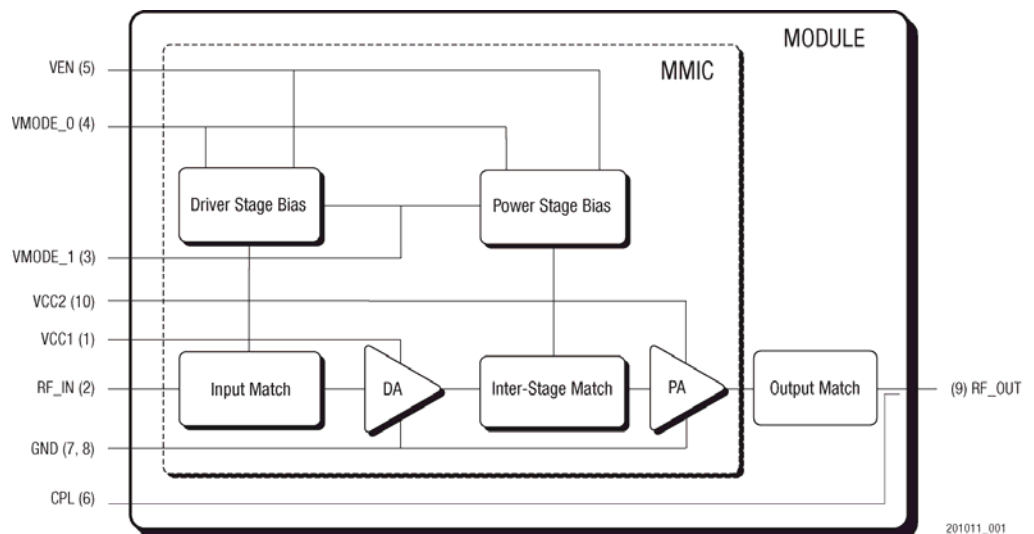 MODULE
MMIC
VEN (5)
VMODE_0 (4)
Driver Stage Bias
Power Stage Bias
VMODE_1 (3)
VCC2 (10)
VCC1 (1)
RF_IN (2)
Input Match
DA
Inter-Stage Match
PA
Output Match
(9) RF_OUT
GND (7, 8)
CPL (6)
201011_001